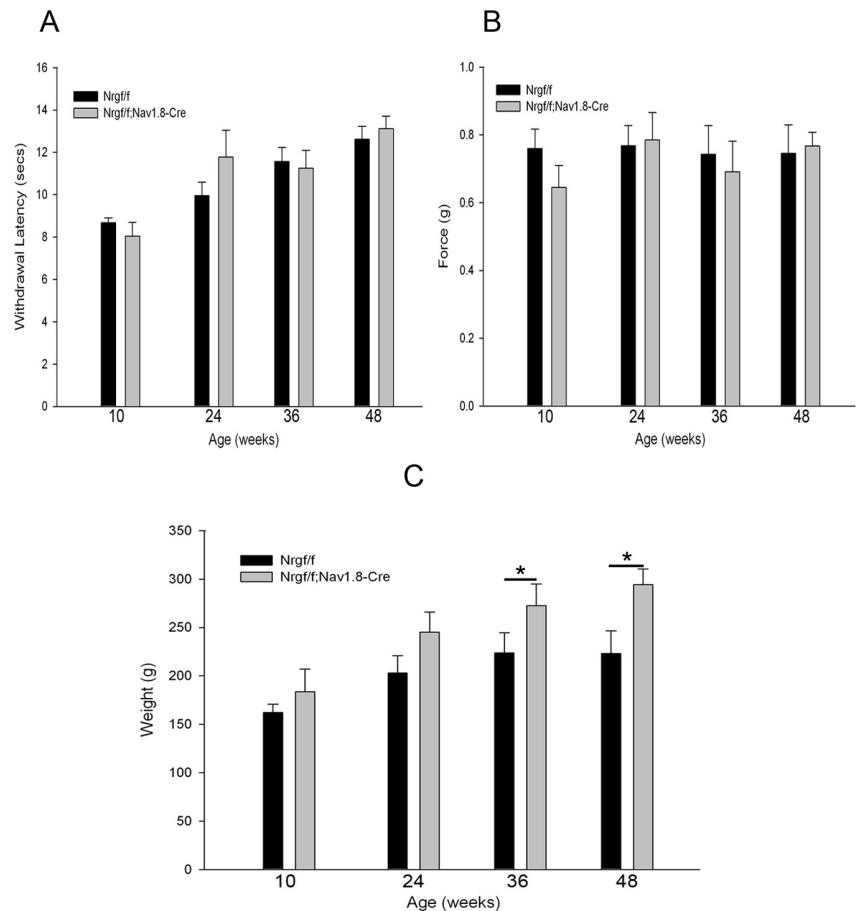 A
16
14
12
10
8
6
4
2
0
Withdrawal Latency (secs)
Nrgf/f
Nrgf/f;Nav1.8-Cre
10 24 36 48
Age (weeks)
B
1.0
0.8
0.6
0.4
0.2
0.0
Force (g)
Nrgf/f
Nrgf/f;Nav1.8-Cre
10 24 36 48
Age (weeks)
C
350
300
250
200
150
100
50
0
Weight (g)
Nrgf/f
Nrgf/f;Nav1.8-Cre
* *
10 24 36 48
Age (weeks)